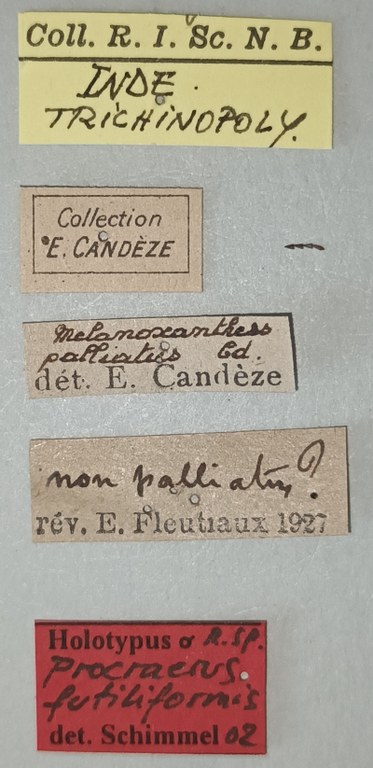 Coll. R. I. Sc. N. B.
INDE.
TRICHINOPOLY.
Collection
E. CANDÈZE
Melanoxanthus
palliatus Cd.
dét. E. Candèze
non palliatus?
rév. E. Fleutiaux 1927
Holotypus ♂ n.sp.
Procraerus
futiliformis
det. Schimmel 02